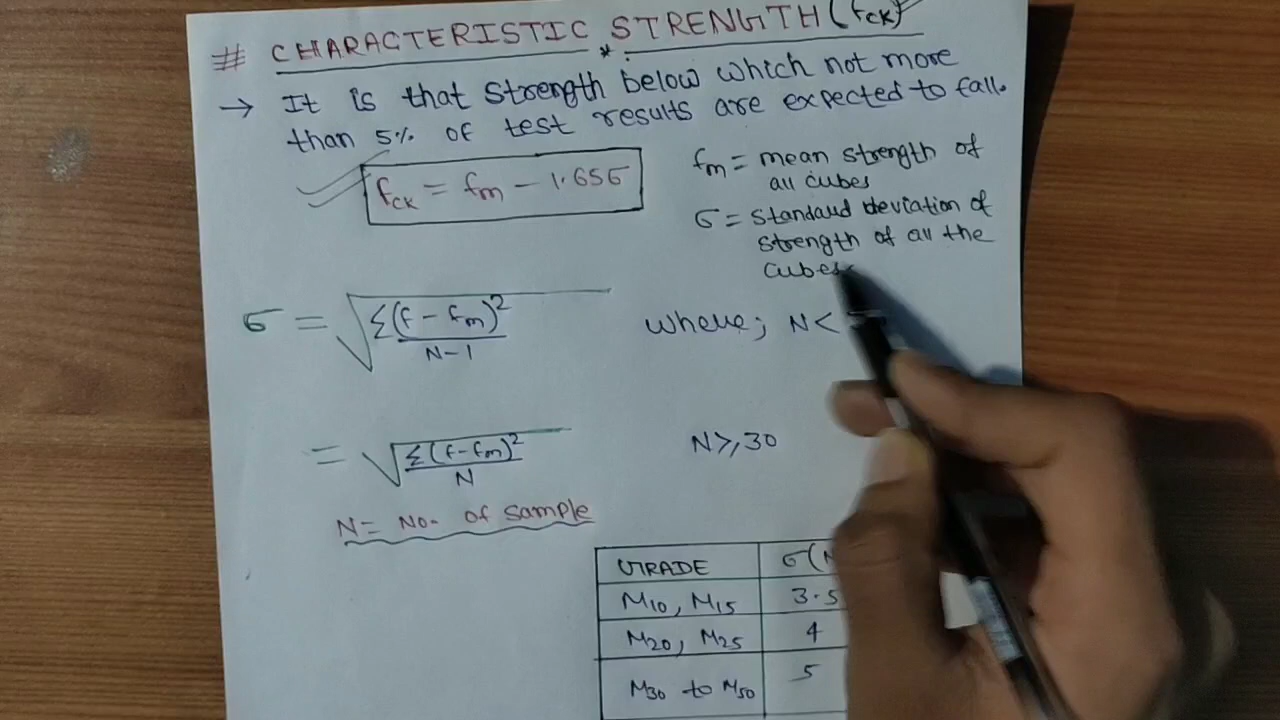 # CHARACTERISTIC STRENGTH (fck)
→ It is that strength below which not more
than 5% of test results are expected to fall.
fck = fm - 1.65σ
fm = mean strength of
all cubes
σ = standard deviation of
strength of all the
cubes
σ = √Σ(f - fm)²/N-1
where; N <
= √Σ(f-fm)²/N
N ≥ 30
N = No. of sample
GRADE σ(
M10, M15 3.5
M20, M25 4
M30 to M50 5